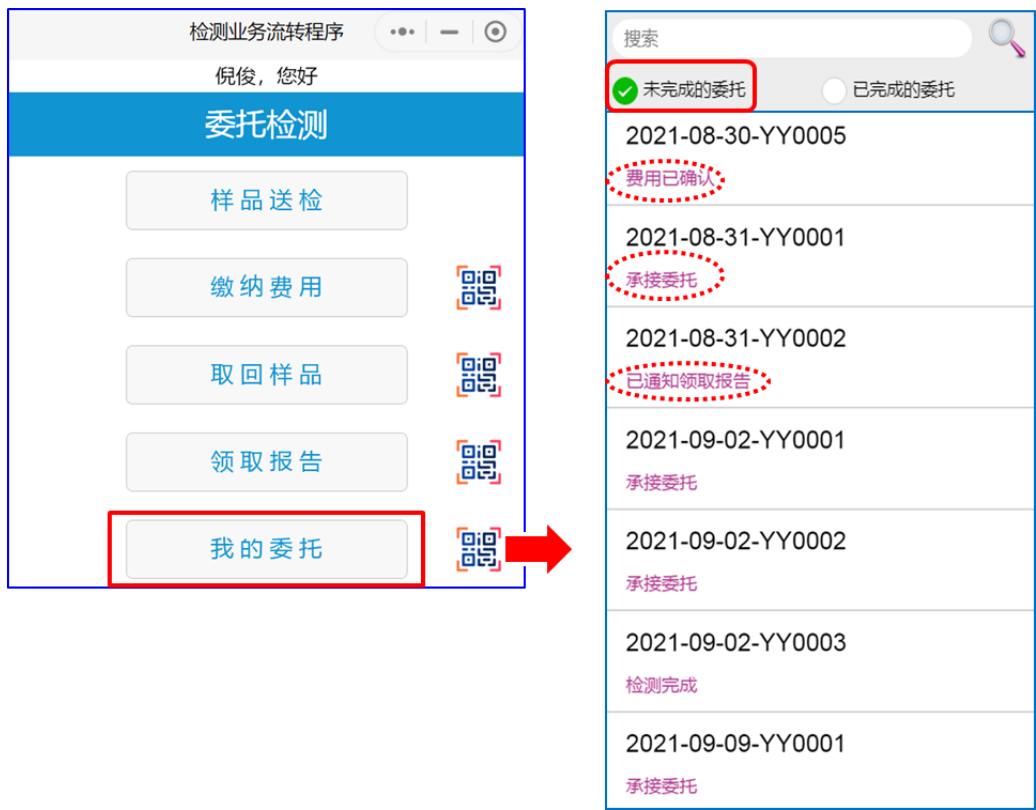 检测业务流转程序
倪俊，您好
委托检测
样品送检
缴纳费用
取回样品
领取报告
我的委托
搜索
未完成的委托
已完成的委托
2021-08-30-YY0005
费用已确认
2021-08-31-YY0001
承接委托
2021-08-31-YY0002
已通知领取报告
2021-09-02-YY0001
承接委托
2021-09-02-YY0002
承接委托
2021-09-02-YY0003
检测完成
2021-09-09-YY0001
承接委托